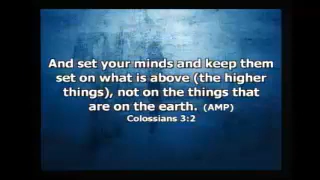 And set your minds and keep them
set on what is above (the higher
things), not on the things that
are on the earth. (AMP)
Colossians 3:2